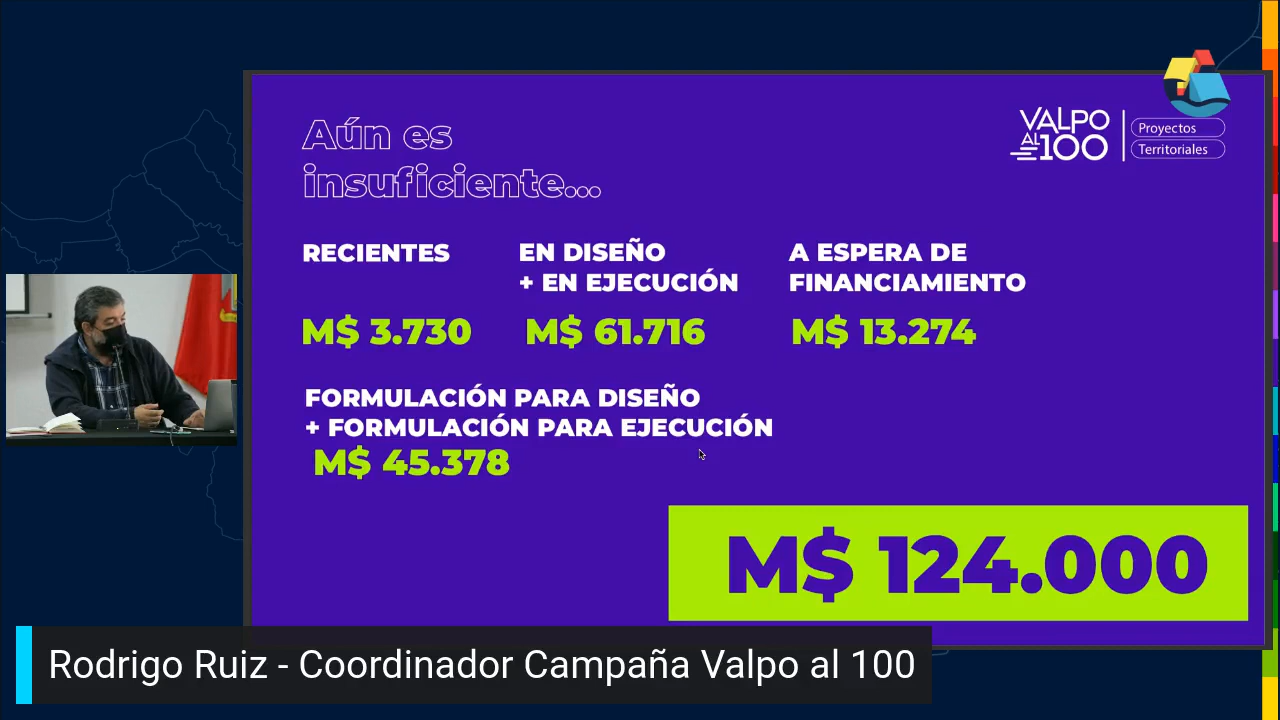 Aún es
insuficiente...
VALPO
AL 100
Proyectos
Territoriales
RECIENTES
M$ 3.730
EN DISEÑO
+ EN EJECUCIÓN
M$ 61.716
A ESPERA DE
FINANCIAMIENTO
M$ 13.274
FORMULACIÓN PARA DISEÑO
+ FORMULACIÓN PARA EJECUCIÓN
M$ 45.378
M$ 124.000
Rodrigo Ruiz - Coordinador Campaña Valpo al 100